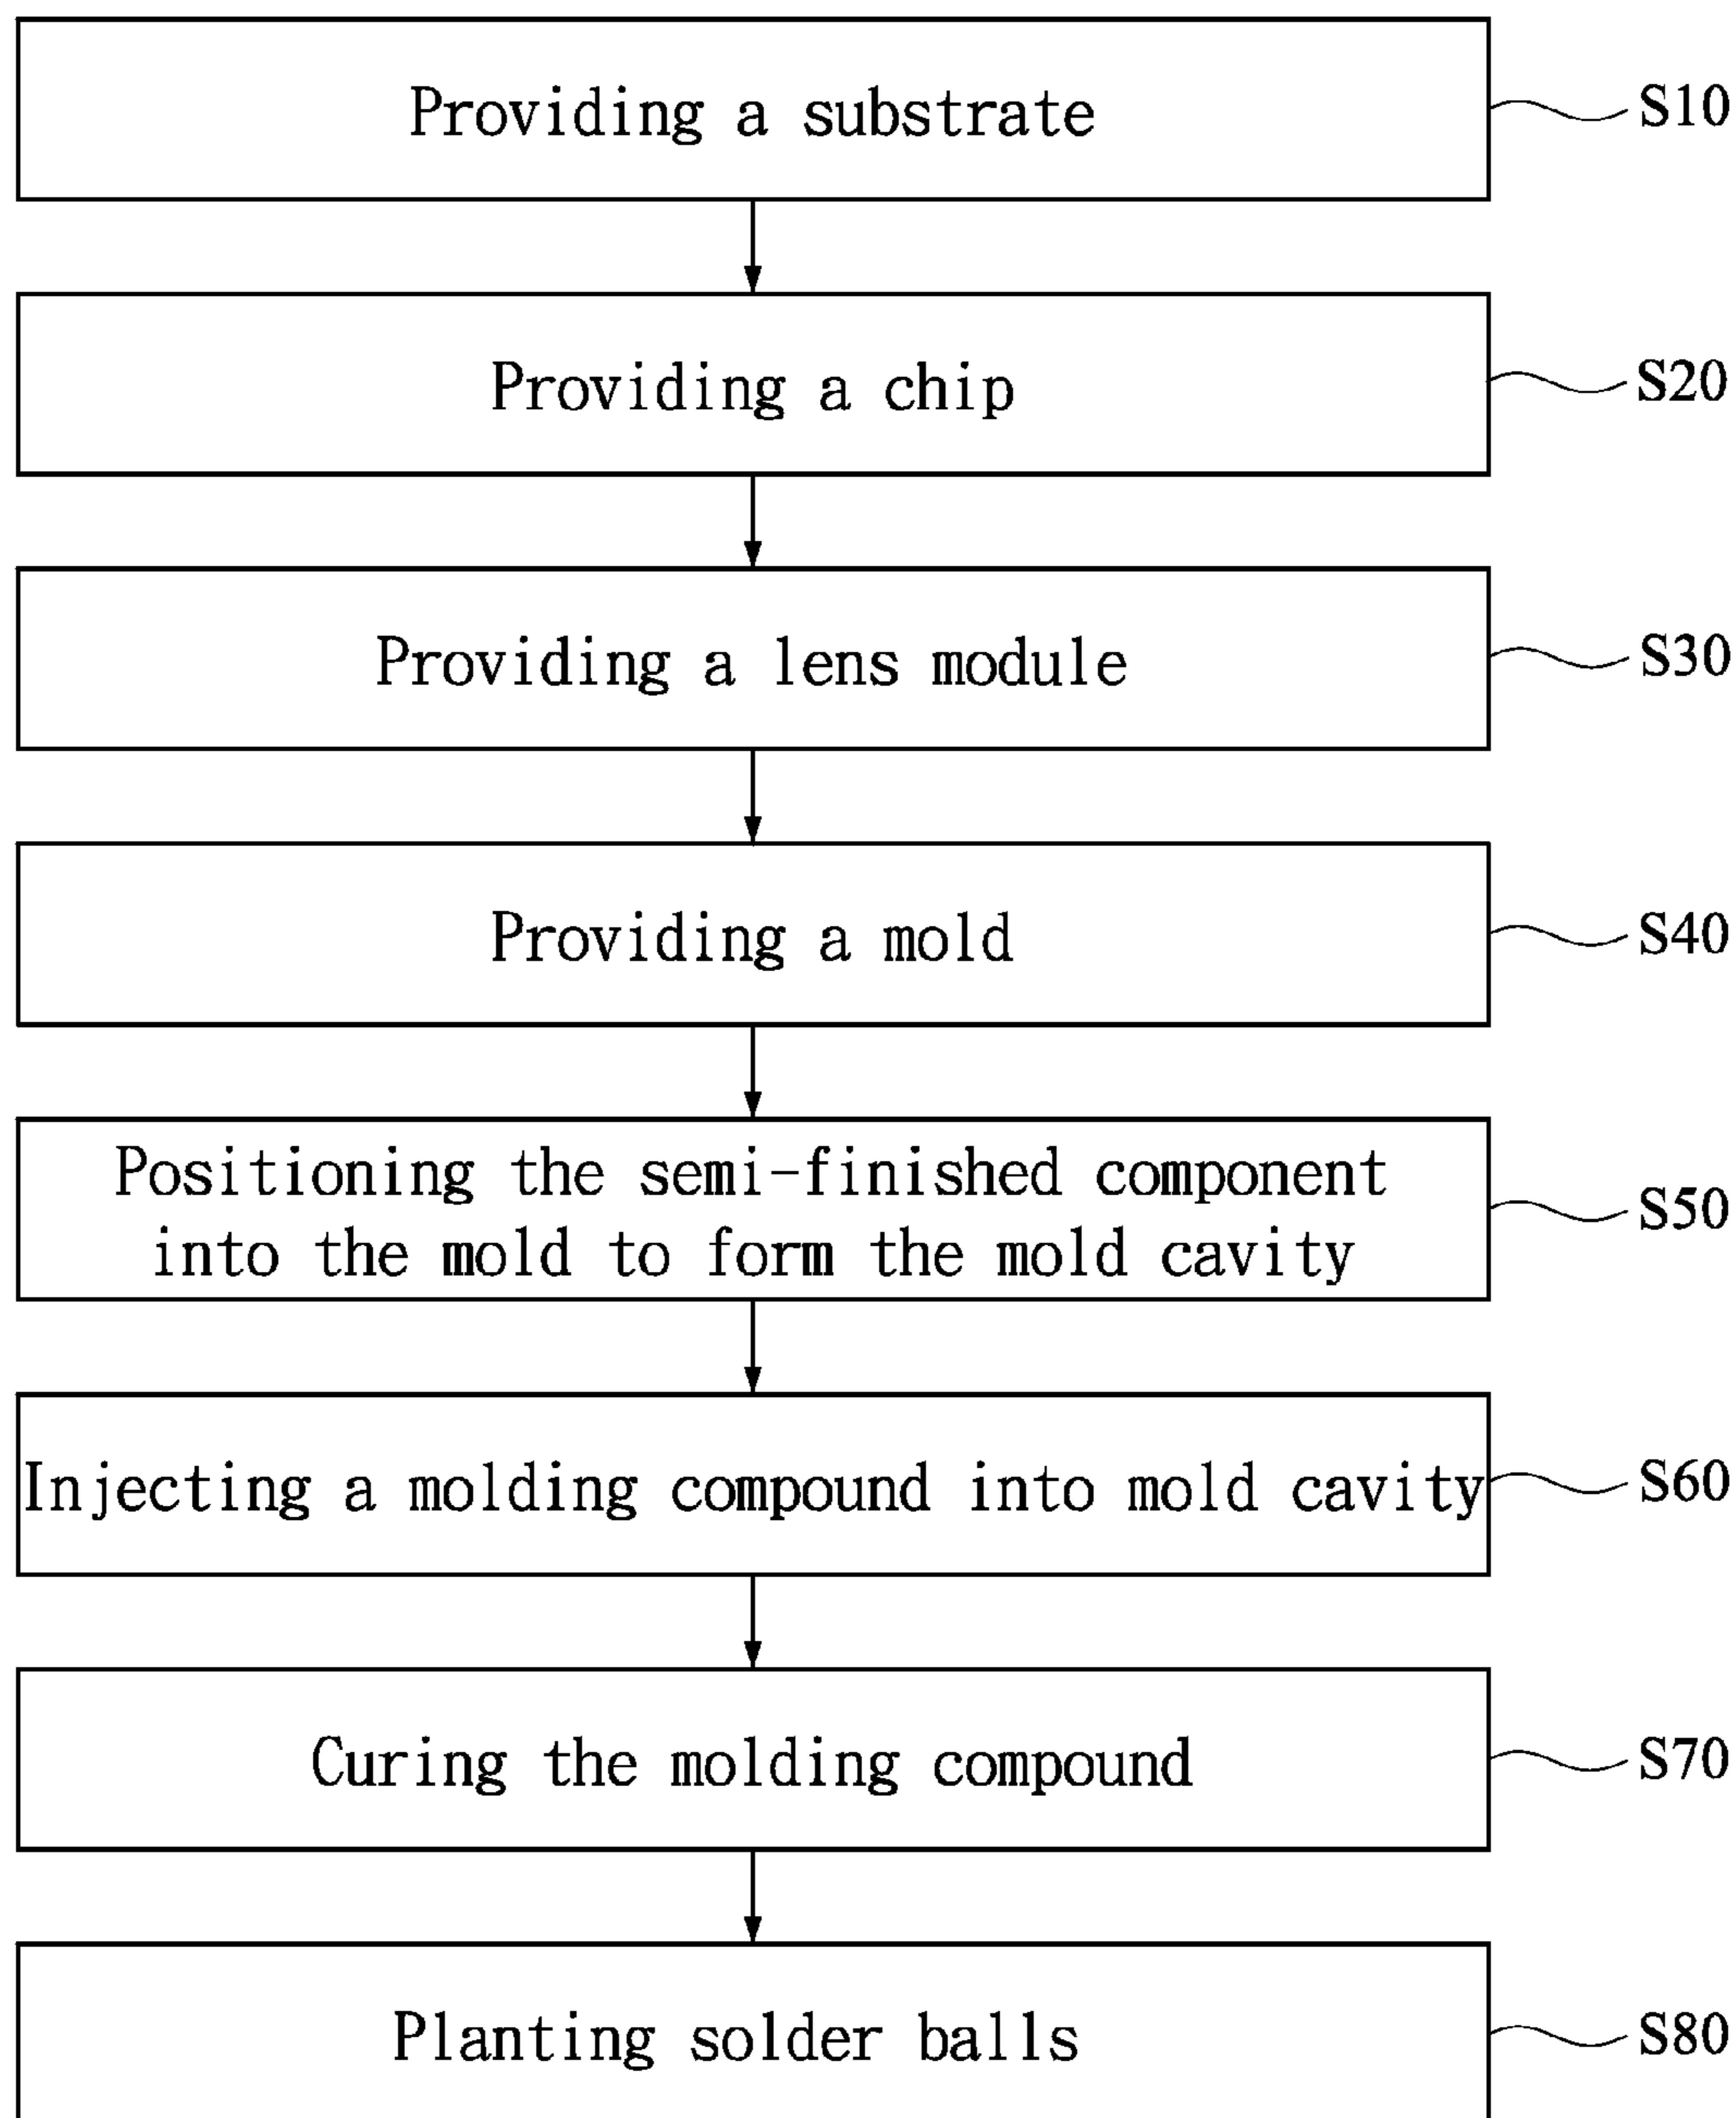 Providing a substrate
S10
Providing a chip
S20
Providing a lens module
S30
Providing a mold
S40
Positioning the semi-finished component
into the mold to form the mold cavity
S50
Injecting a molding compound into mold cavity
S60
Curing the molding compound
S70
Planting solder balls
S80